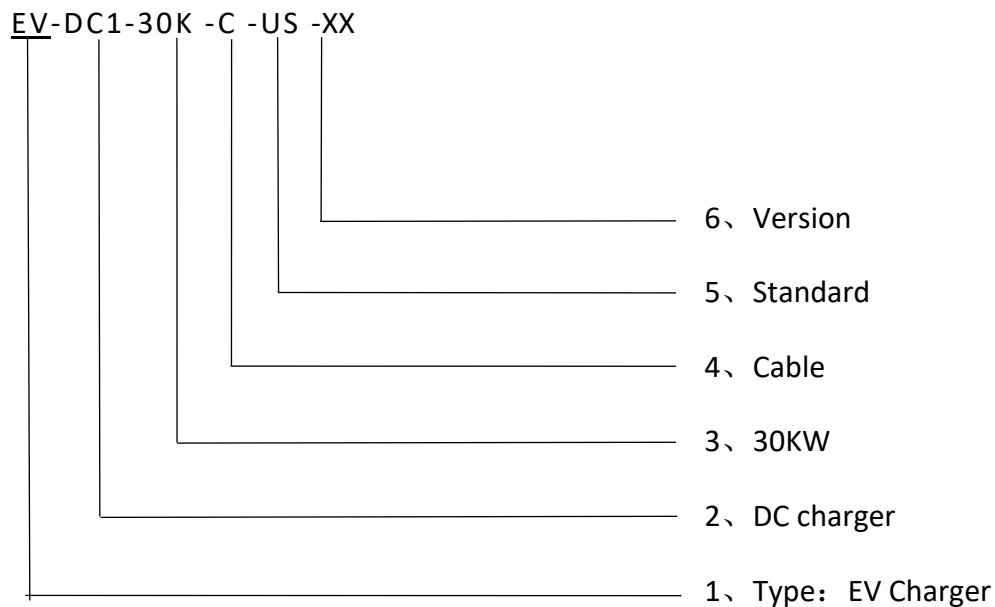 EV-DC1-30K -C -US -XX
6、Version
5、Standard
4、Cable
3、30KW
2、DC charger
1、Type：EV Charger